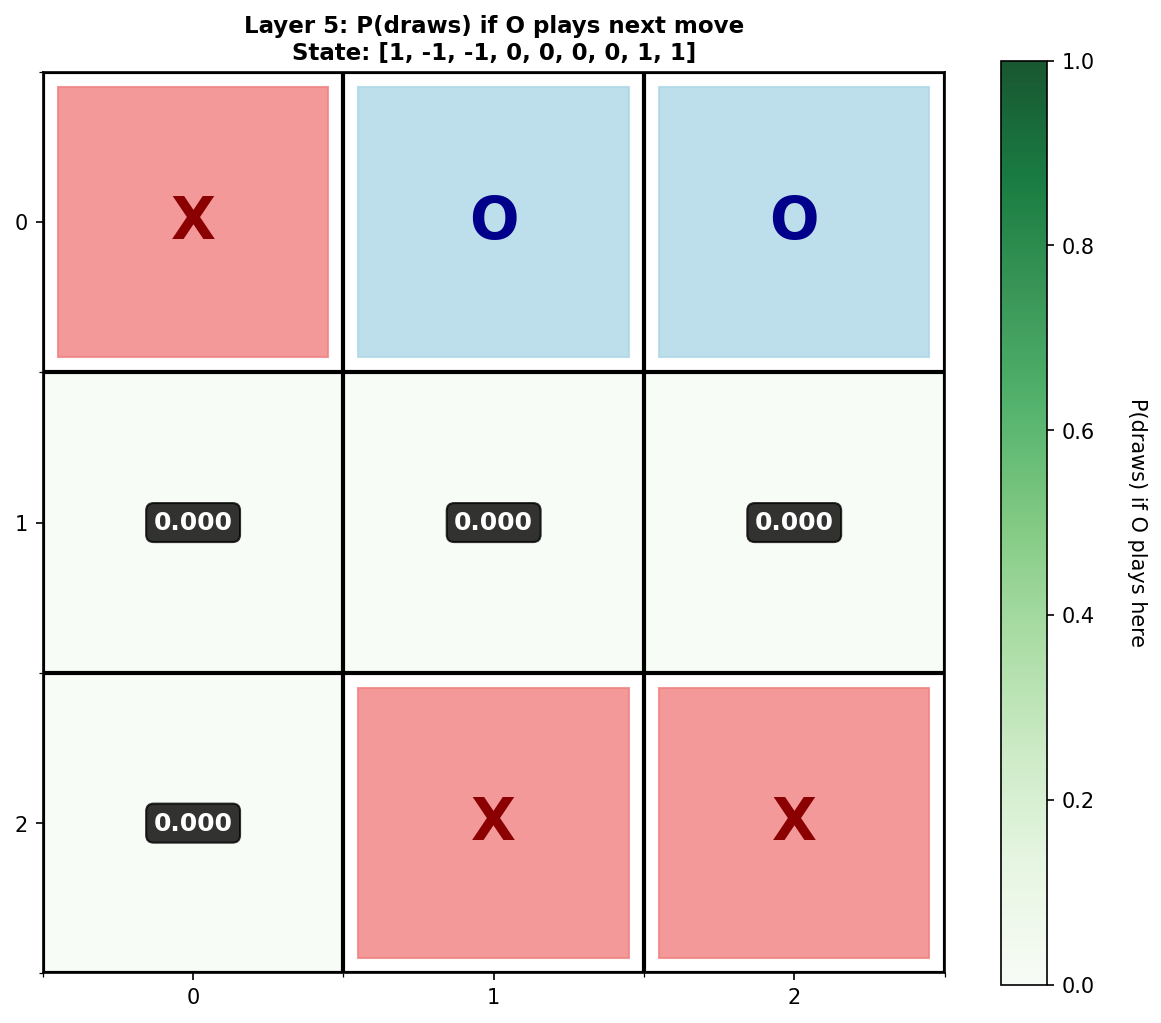 Layer 5: P(draws) if O plays next move
State: [1, -1, -1, 0, 0, 0, 0, 1, 1]
1.0
0.8
0.6
0.4
0.2
0.0
P(draws) if O plays here
0
X
O
O
1
0.000
0.000
0.000
2
0.000
X
X
0
1
2